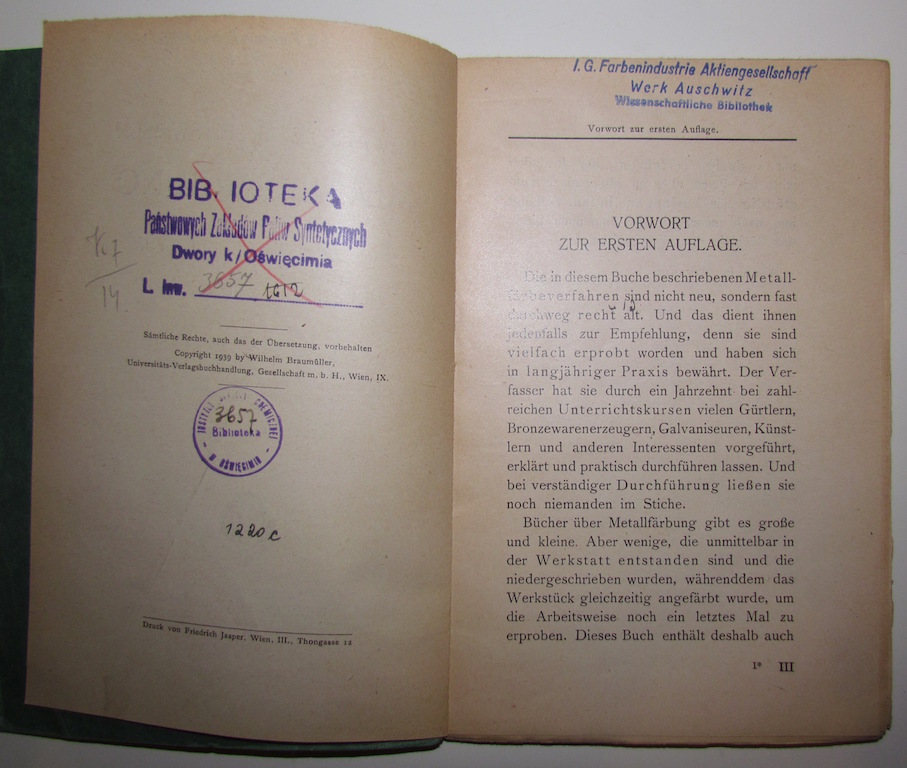 BIBLIOTEKA
Państwowych Zakładów Paliw Syntetycznych
Dwory k/Oświęcimia
L. inw. 3857 1612
14
Sämtliche Rechte, auch das der Übersetzung, vorbehalten
Copyright 1939 by Wilhelm Braumüller,
Universitäts-Verlagsbuchhandlung, Gesellschaft m. b. H., Wien, IX.
CHEMICZNEJ
3657
Biblioteka
W OŚWIĘCIMIU
1220c
Druck von Friedrich Jasper, Wien, III., Thongasse 12
I. G. Farbenindustrie Aktiengesellschaft
Werk Auschwitz
Wissenschaftliche Bibliothek
Vorwort zur ersten Auflage.
VORWORT
ZUR ERSTEN AUFLAGE.
Die in diesem Buche beschriebenen Metall-
färbeverfahren sind nicht neu, sondern fast
durchweg recht alt. Und das dient ihnen
jedenfalls zur Empfehlung, denn sie sind
vielfach erprobt worden und haben sich
in langjähriger Praxis bewährt. Der Ver-
fasser hat sie durch ein Jahrzehnt bei zahl-
reichen Unterrichtskursen vielen Gürtlern,
Bronzewarenerzeugern, Galvaniseuren, Künst-
lern und anderen Interessenten vorgeführt,
erklärt und praktisch durchführen lassen. Und
bei verständiger Durchführung ließen sie
noch niemanden im Stiche.
Bücher über Metallfärbung gibt es große
und kleine. Aber wenige, die unmittelbar in
der Werkstatt entstanden sind und die
niedergeschrieben wurden, währenddem das
Werkstück gleichzeitig angefärbt wurde, um
die Arbeitsweise noch ein letztes Mal zu
erproben. Dieses Buch enthält deshalb auch
1* III